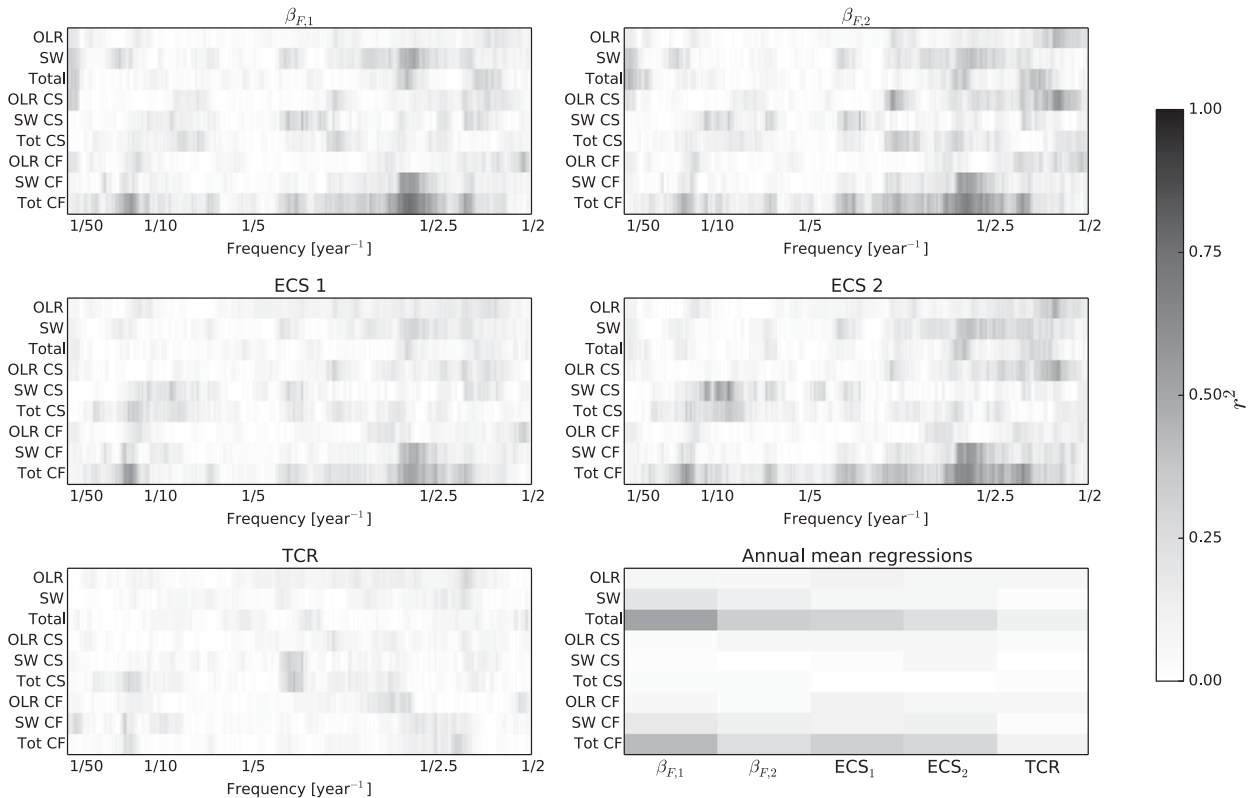 β_{F,1}
OLR
SW
Total
OLR CS
SW CS
Tot CS
OLR CF
SW CF
Tot CF
1/50 1/10 1/5 1/2.5 1/2
Frequency [year⁻¹]
β_{F,2}
OLR
SW
Total
OLR CS
SW CS
Tot CS
OLR CF
SW CF
Tot CF
1/50 1/10 1/5 1/2.5 1/2
Frequency [year⁻¹]
ECS 1
OLR
SW
Total
OLR CS
SW CS
Tot CS
OLR CF
SW CF
Tot CF
1/50 1/10 1/5 1/2.5 1/2
Frequency [year⁻¹]
ECS 2
OLR
SW
Total
OLR CS
SW CS
Tot CS
OLR CF
SW CF
Tot CF
1/50 1/10 1/5 1/2.5 1/2
Frequency [year⁻¹]
TCR
OLR
SW
Total
OLR CS
SW CS
Tot CS
OLR CF
SW CF
Tot CF
1/50 1/10 1/5 1/2.5 1/2
Frequency [year⁻¹]
Annual mean regressions
OLR
SW
Total
OLR CS
SW CS
Tot CS
OLR CF
SW CF
Tot CF
β_{F,1} β_{F,2} ECS₁ ECS₂ TCR
1.00
0.75
0.50
0.25
0.00
r²